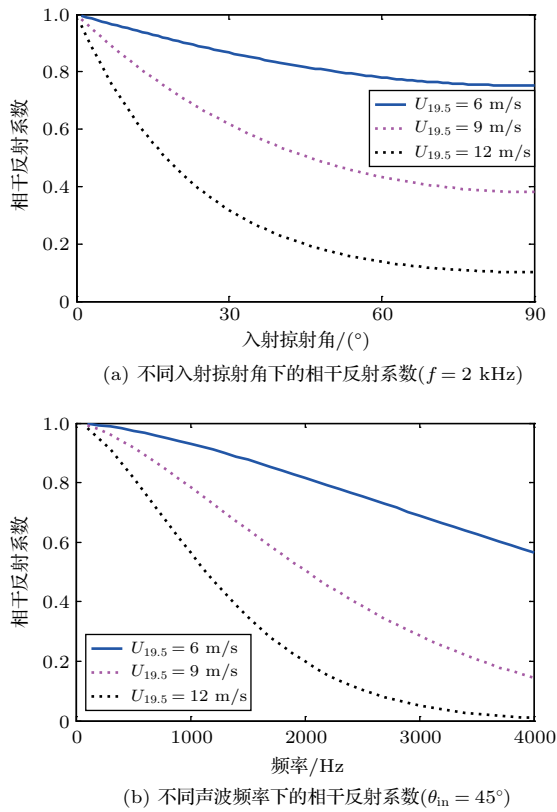 1.0
0.8
0.6
0.4
0.2
0
相干反射系数
U19.5 = 6 m/s
U19.5 = 9 m/s
U19.5 = 12 m/s
0 30 60 90
入射掠射角/(°)
(a) 不同入射掠射角下的相干反射系数(f = 2 kHz)
1.0
0.8
0.6
0.4
0.2
0
相干反射系数
U19.5 = 6 m/s
U19.5 = 9 m/s
U19.5 = 12 m/s
0 1000 2000 3000 4000
频率/Hz
(b) 不同声波频率下的相干反射系数(θin = 45°)